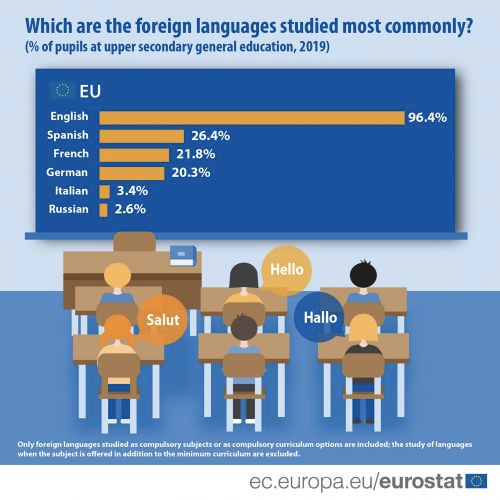 Which are the foreign languages studied most commonly?
(% of pupils at upper secondary general education, 2019)
EU
English 96.4%
Spanish 26.4%
French 21.8%
German 20.3%
Italian 3.4%
Russian 2.6%
Hello
Salut
Hallo
Only foreign languages studied as compulsory subjects or as compulsory curriculum options are included; the study of languages
when the subject is offered in addition to the minimum curriculum are excluded.
ec.europa.eu/eurostat